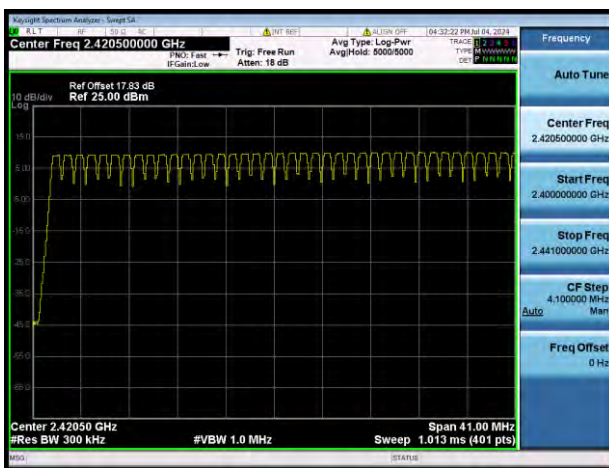 Keysight Spectrum Analyzer - Swept SA
R L T RF 50 Ω AC INT REF ALIGN OFF 04:32:22 PM Jul 04, 2024
Center Freq 2.420500000 GHz
PNO: Fast
IFGain:Low
Trig: Free Run
Atten: 18 dB
Avg Type: Log-Pwr
Avg|Hold: 5000/5000
TRACE 1 2 3 4 5 6
TYPE M
DET P N N N N N
Ref Offset 17.83 dB
10 dB/div Ref 25.00 dBm
Log
15.0
5.00
-5.00
-15.0
-25.0
-35.0
-45.0
-55.0
-65.0
Center 2.42050 GHz
Span 41.00 MHz
#Res BW 300 kHz
#VBW 1.0 MHz
Sweep 1.013 ms (401 pts)
MSG
STATUS
Frequency
Auto Tune
Center Freq
2.420500000 GHz
Start Freq
2.400000000 GHz
Stop Freq
2.441000000 GHz
CF Step
4.100000 MHz
Auto Man
Freq Offset
0 Hz